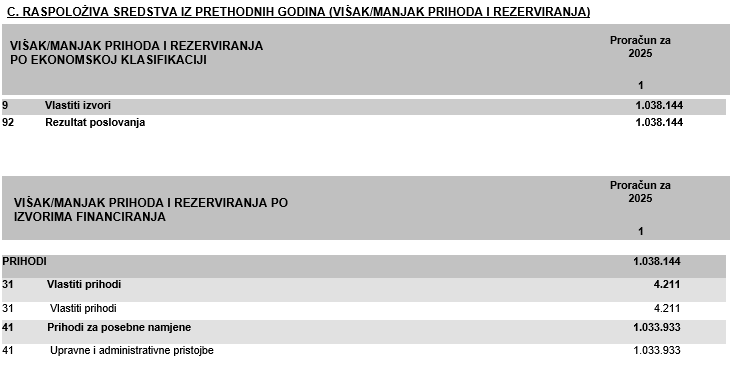 C. RASPOLOŽIVA SREDSTVA IZ PRETHODNIH GODINA (VIŠAK/MANJAK PRIHODA I REZERVIRANJA)
VIŠAK/MANJAK PRIHODA I REZERVIRANJA
PO EKONOMSKOJ KLASIFIKACIJI
Proračun za
2025
1
9 Vlastiti izvori 1.038.144
92 Rezultat poslovanja 1.038.144
VIŠAK/MANJAK PRIHODA I REZERVIRANJA PO
IZVORIMA FINANCIRANJA
Proračun za
2025
1
PRIHODI 1.038.144
31 Vlastiti prihodi 4.211
31 Vlastiti prihodi 4.211
41 Prihodi za posebne namjene 1.033.933
41 Upravne i administrativne pristojbe 1.033.933